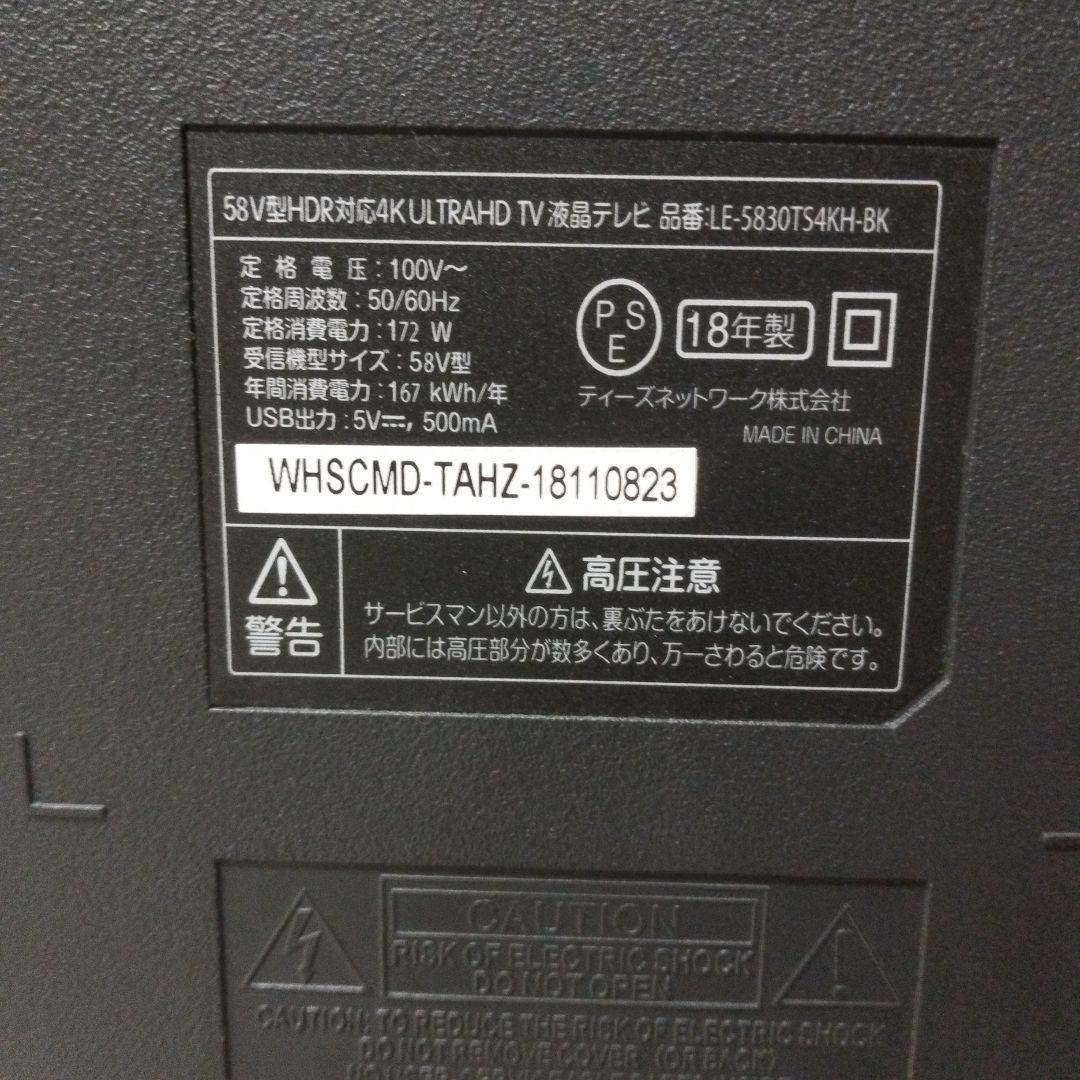 58V型HDR対応4K ULTRAHD TV 液晶テレビ 品番:LE-5830TS4KH-BK
定格電圧:100V～
定格周波数:50/60Hz
定格消費電力:172 W
受信機型サイズ:58V型
年間消費電力:167 kWh/年
USB出力:5V⎓, 500mA
PSE
18年製
ティーズネットワーク株式会社
MADE IN CHINA
WHSCMD-TAHZ-18110823
警告
高圧注意
サービスマン以外の方は、裏ぶたをあけないでください。
内部には高圧部分が数多くあり、万一さわると危険です。
CAUTION
RISK OF ELECTRIC SHOCK
DO NOT OPEN
CAUTION: TO REDUCE THE RISK OF ELECTRIC SHOCK
DO NOT REMOVE COVER (OR BACK)